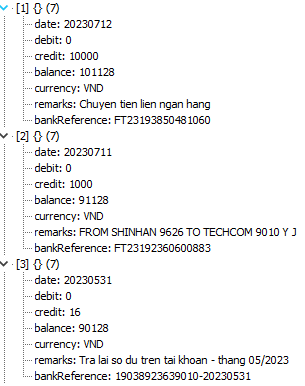 [1] {} (7)
date: 20230712
debit: 0
credit: 10000
balance: 101128
currency: VND
remarks: Chuyen tien lien ngan hang
bankReference: FT23193850481060
[2] {} (7)
date: 20230711
debit: 0
credit: 1000
balance: 91128
currency: VND
remarks: FROM SHINHAN 9626 TO TECHCOM 9010 Y J
bankReference: FT23192360600883
[3] {} (7)
date: 20230531
debit: 0
credit: 16
balance: 90128
currency: VND
remarks: Tra lai so du tren tai khoan - thang 05/2023
bankReference: 19038923639010-20230531